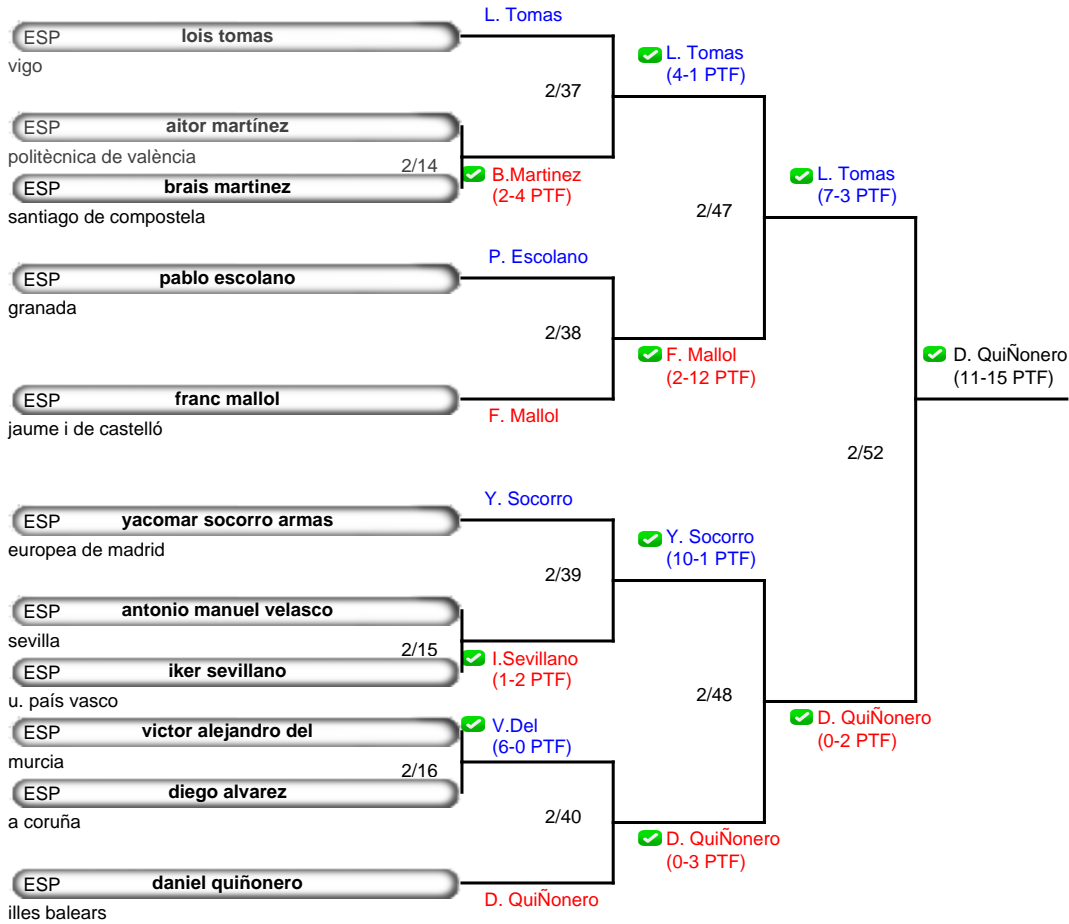 L. Tomas
ESP lois tomas
vigo
L. Tomas
(4-1 PTF)
2/37
ESP aitor martínez
politècnica de valència
2/14
B.Martinez
(2-4 PTF)
ESP brais martinez
santiago de compostela
L. Tomas
(7-3 PTF)
2/47
P. Escolano
ESP pablo escolano
granada
2/38
F. Mallol
(2-12 PTF)
ESP franc mallol
F. Mallol
jaume i de castelló
D. QuiÑonero
(11-15 PTF)
2/52
Y. Socorro
ESP yacomar socorro armas
europea de madrid
Y. Socorro
(10-1 PTF)
2/39
ESP antonio manuel velasco
sevilla
2/15
I.Sevillano
(1-2 PTF)
ESP iker sevillano
u. país vasco
2/48
D. QuiÑonero
(0-2 PTF)
V.Del
(6-0 PTF)
ESP victor alejandro del
murcia
2/16
ESP diego alvarez
a coruña
2/40
D. QuiÑonero
(0-3 PTF)
ESP daniel quiñonero
D. QuiÑonero
illes balears